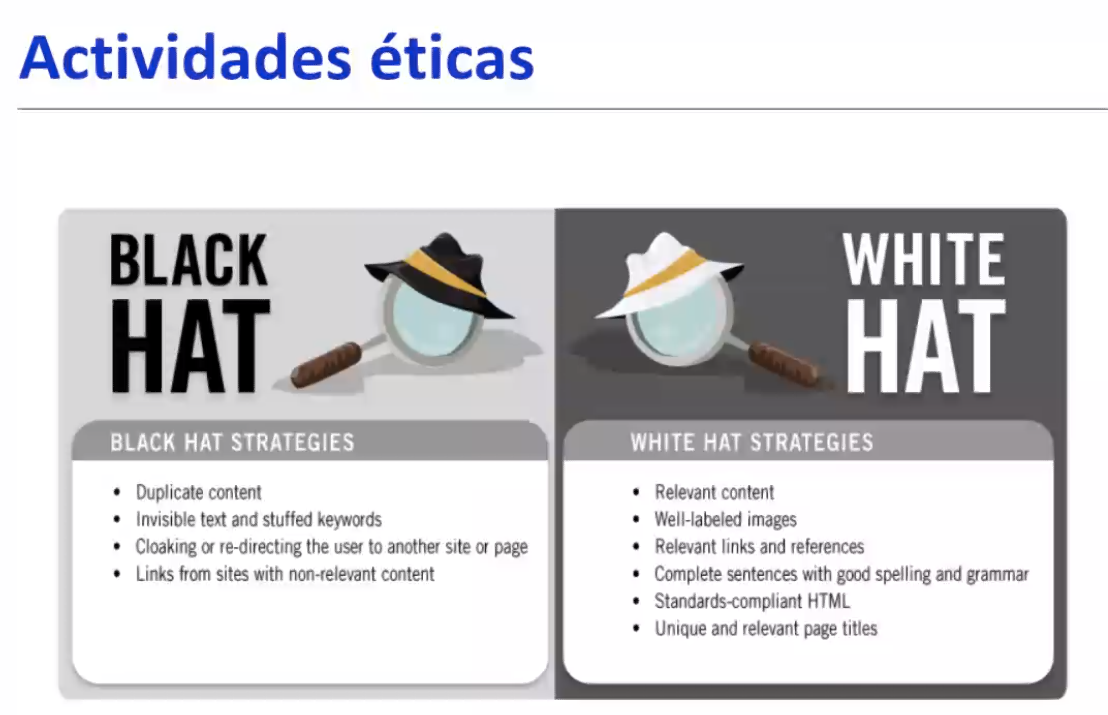 Actividades éticas
BLACK
HAT
BLACK HAT STRATEGIES
• Duplicate content
• Invisible text and stuffed keywords
• Cloaking or re-directing the user to another site or page
• Links from sites with non-relevant content
WHITE
HAT
WHITE HAT STRATEGIES
• Relevant content
• Well-labeled images
• Relevant links and references
• Complete sentences with good spelling and grammar
• Standards-compliant HTML
• Unique and relevant page titles